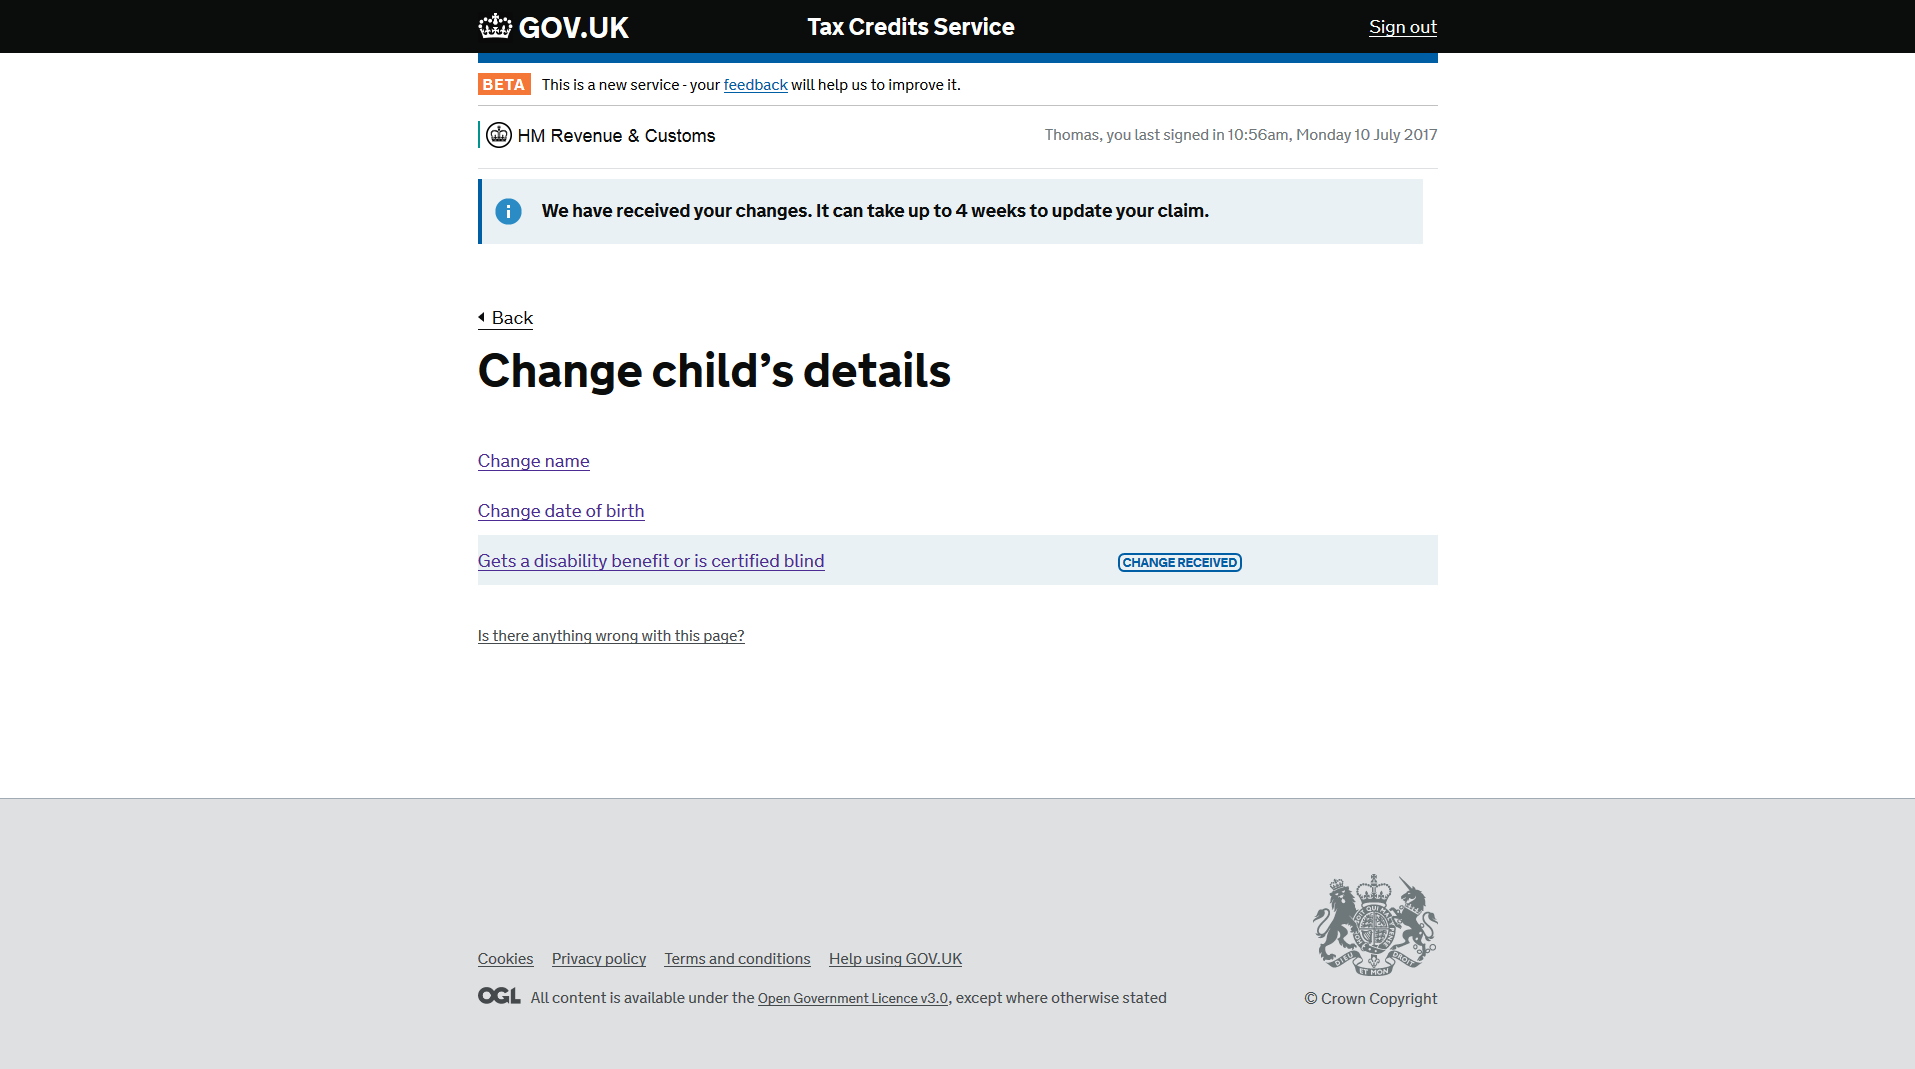 GOV.UK
Tax Credits Service
Sign out
BETA This is a new service - your feedback will help us to improve it.
HM Revenue & Customs
Thomas, you last signed in 10:56am, Monday 10 July 2017
We have received your changes. It can take up to 4 weeks to update your claim.
Back
Change child’s details
Change name
Change date of birth
Gets a disability benefit or is certified blind
CHANGE RECEIVED
Is there anything wrong with this page?
Cookies Privacy policy Terms and conditions Help using GOV.UK
OGL All content is available under the Open Government Licence v3.0, except where otherwise stated
DIEU ET MON DROIT
© Crown Copyright